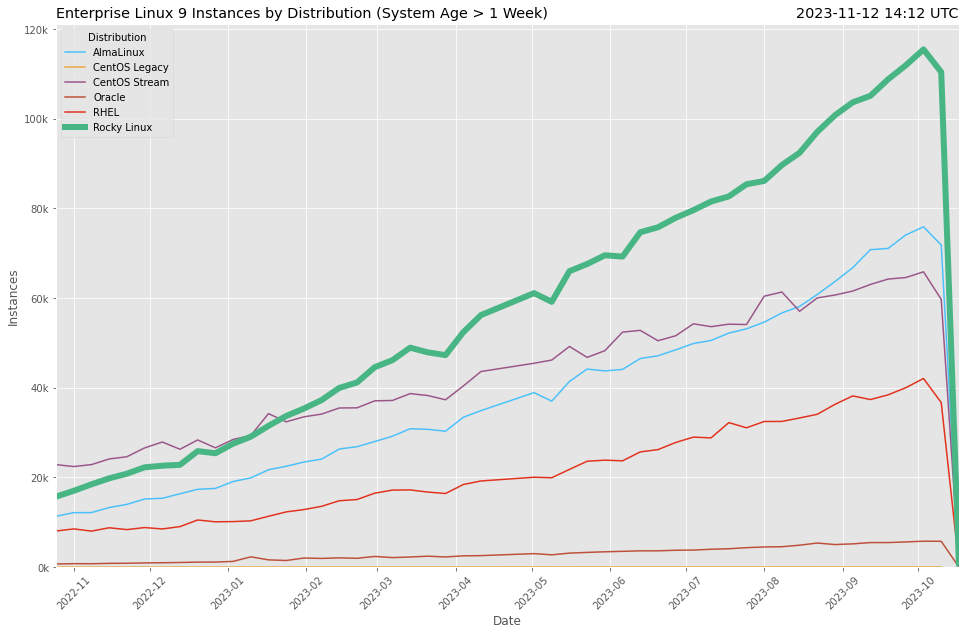 Enterprise Linux 9 Instances by Distribution (System Age > 1 Week)
2023-11-12 14:12 UTC
Distribution
AlmaLinux
CentOS Legacy
CentOS Stream
Oracle
RHEL
Rocky Linux
120k
100k
80k
60k
40k
20k
0k
Instances
2022-11
2022-12
2023-01
2023-02
2023-03
2023-04
2023-05
2023-06
2023-07
2023-08
2023-09
2023-10
Date